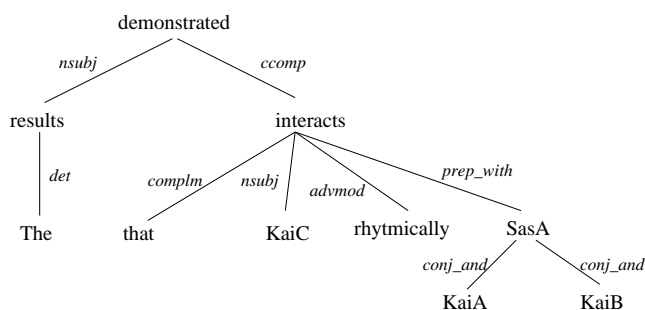 demonstrated
nsubj ccomp
results interacts
det complm nsubj advmod prep_with
The that KaiC rhytmically SasA
conj_and conj_and
KaiA KaiB